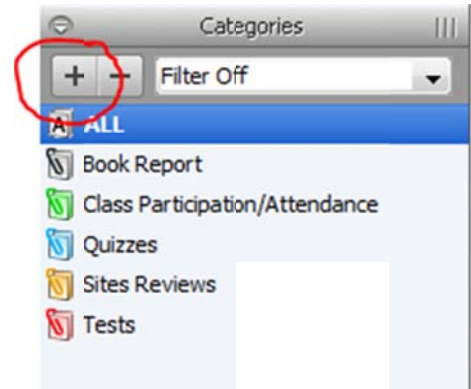 Categories
+ - Filter Off
ALL
Book Report
Class Participation/Attendance
Quizzes
Sites Reviews
Tests